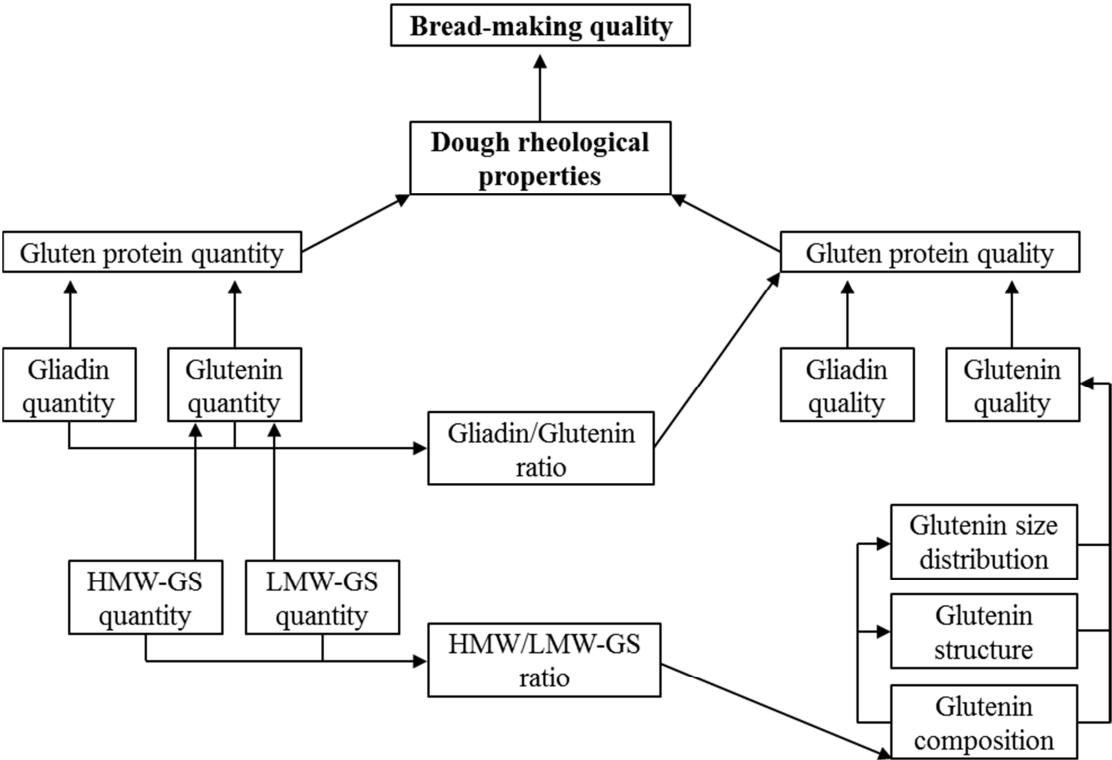 Bread-making quality
Dough rheological
properties
Gluten protein quantity
Gluten protein quality
Gliadin
quantity
Glutenin
quantity
Gliadin
quality
Glutenin
quality
Gliadin/Glutenin
ratio
Glutenin size
distribution
HMW-GS
quantity
LMW-GS
quantity
Glutenin
structure
HMW/LMW-GS
ratio
Glutenin
composition